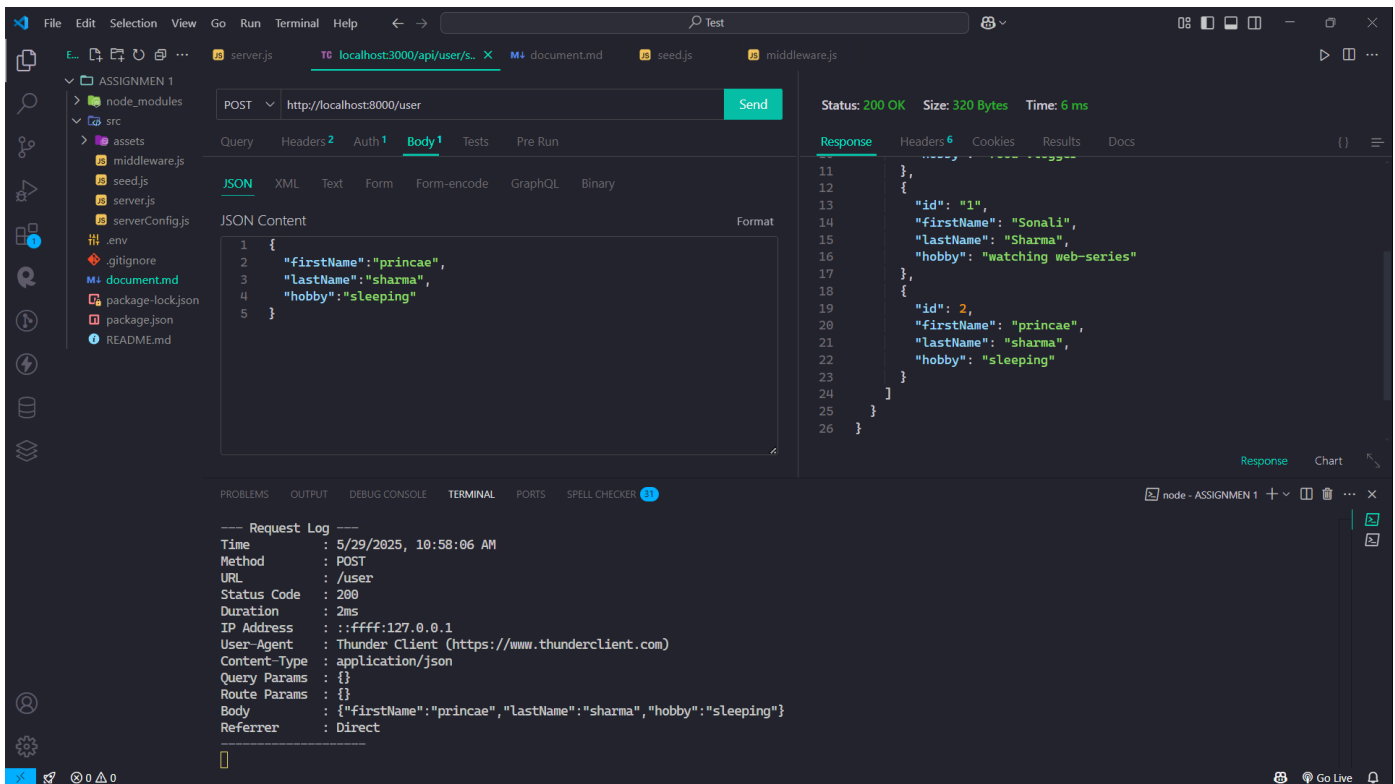 File Edit Selection View Go Run Terminal Help
Test
E...
server.js
TC localhost:3000/api/user/s..
M↓ document.md
JS seed.js
JS middleware.js
ASSIGNMEN 1
node_modules
src
assets
JS middleware.js
JS seed.js
JS server.js
JS serverConfig.js
.env
.gitignore
M↓ document.md
package-lock.json
package.json
README.md
1
POST http://localhost:8000/user Send
Query Headers 2 Auth 1 Body 1 Tests Pre Run
JSON XML Text Form Form-encode GraphQL Binary
JSON Content Format
1 {
2 "firstName":"princae",
3 "lastName":"sharma",
4 "hobby":"sleeping"
5 }
Status: 200 OK Size: 320 Bytes Time: 6 ms
Response Headers 6 Cookies Results Docs {}
11 },
12 {
13 "id": "1",
14 "firstName": "Sonali",
15 "lastName": "Sharma",
16 "hobby": "watching web-series"
17 },
18 {
19 "id": 2,
20 "firstName": "princae",
21 "lastName": "sharma",
22 "hobby": "sleeping"
23 }
24 ]
25 }
26 }
Response Chart
PROBLEMS OUTPUT DEBUG CONSOLE TERMINAL PORTS SPELL CHECKER 31
node - ASSIGNMEN 1
--- Request Log ---
Time : 5/29/2025, 10:58:06 AM
Method : POST
URL : /user
Status Code : 200
Duration : 2ms
IP Address : ::ffff:127.0.0.1
User-Agent : Thunder Client (https://www.thunderclient.com)
Content-Type : application/json
Query Params : {}
Route Params : {}
Body : {"firstName":"princae","lastName":"sharma","hobby":"sleeping"}
Referrer : Direct
--------------------
0 0
Go Live